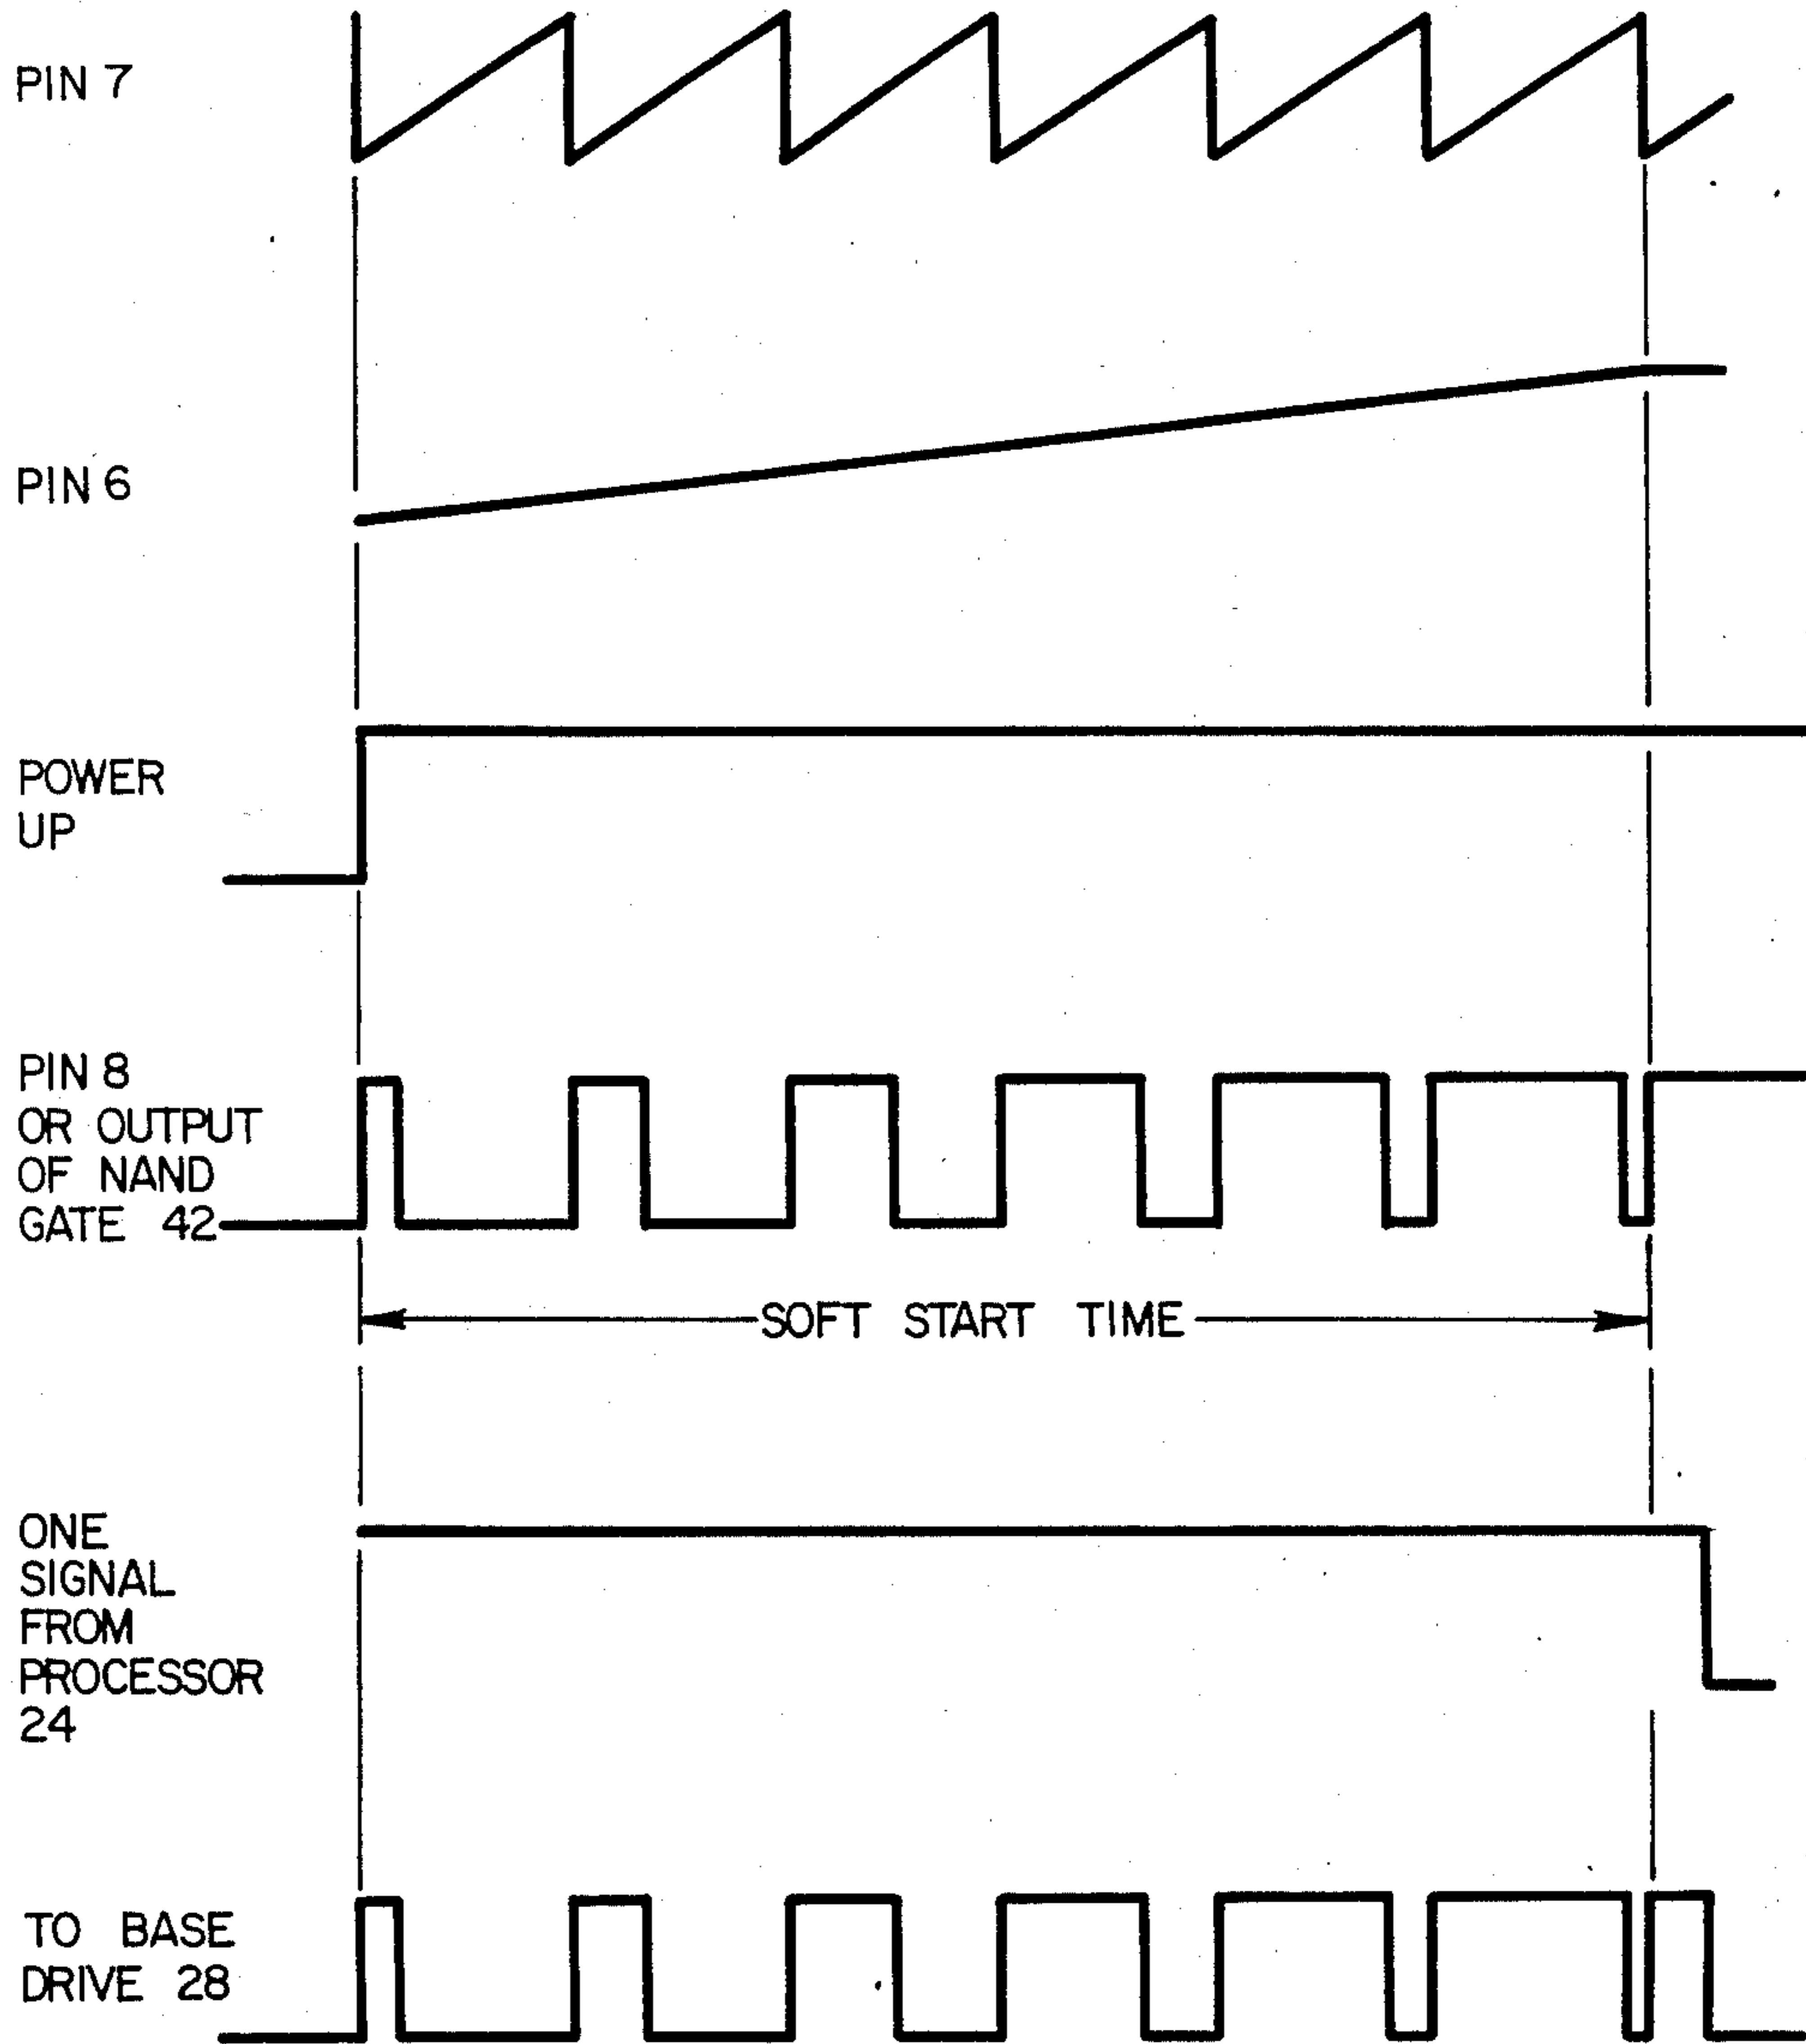 PIN 7
PIN 6
POWER
UP
PIN 8
OR OUTPUT
OF NAND
GATE 42
SOFT START TIME
ONE
SIGNAL
FROM
PROCESSOR
24
TO BASE
DRIVE 28